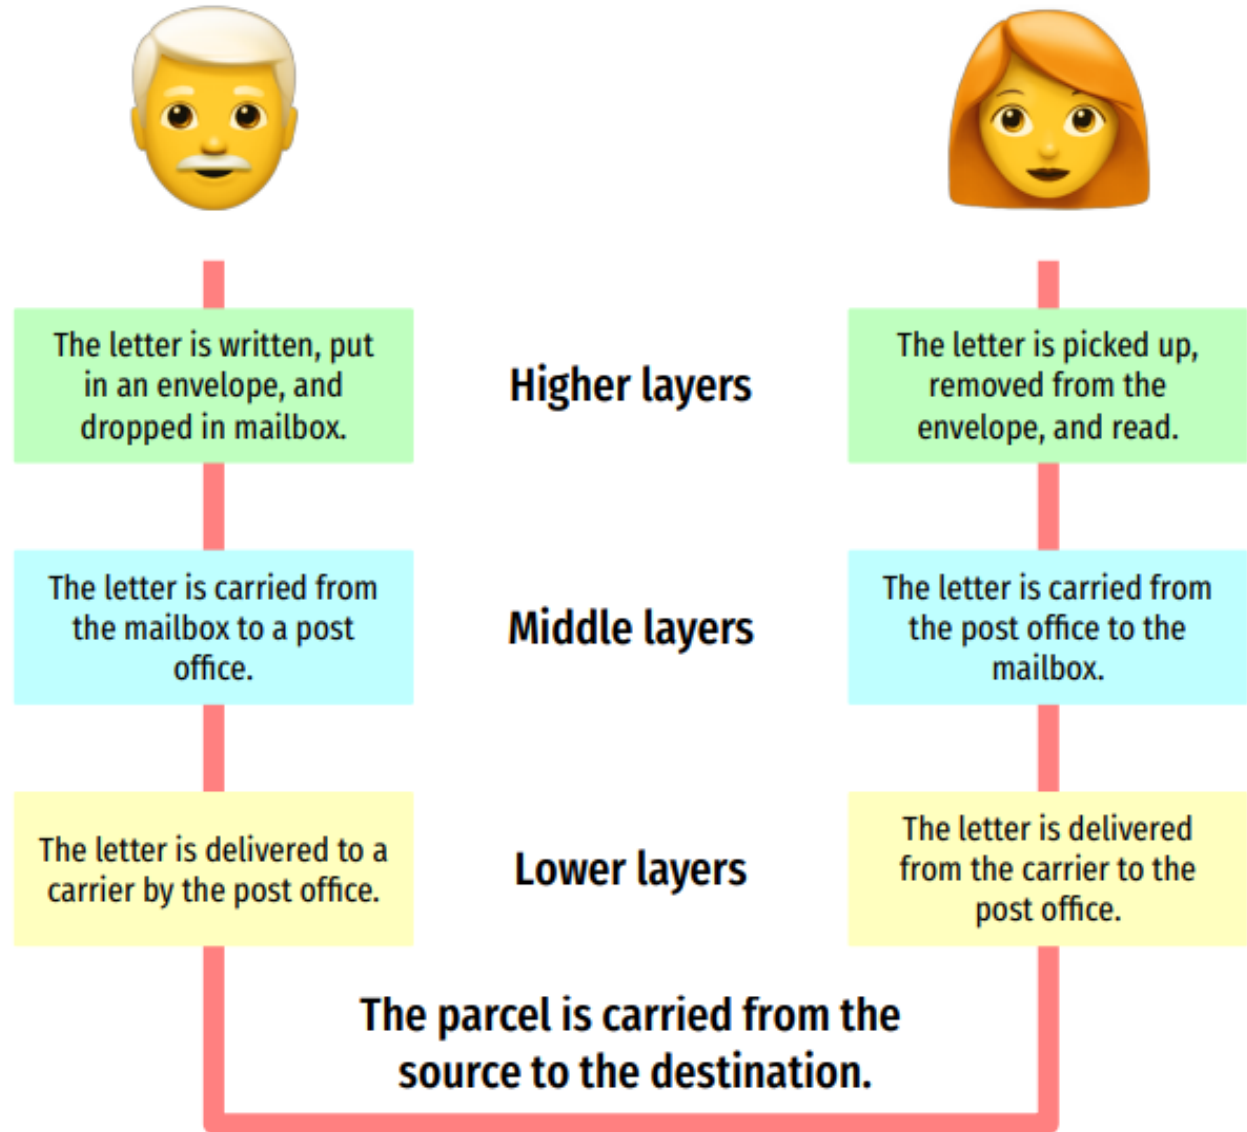 The letter is written, put
in an envelope, and
dropped in mailbox.
Higher layers
The letter is picked up,
removed from the
envelope, and read.
The letter is carried from
the mailbox to a post
office.
Middle layers
The letter is carried from
the post office to the
mailbox.
The letter is delivered to a
carrier by the post office.
Lower layers
The letter is delivered
from the carrier to the
post office.
The parcel is carried from the
source to the destination.